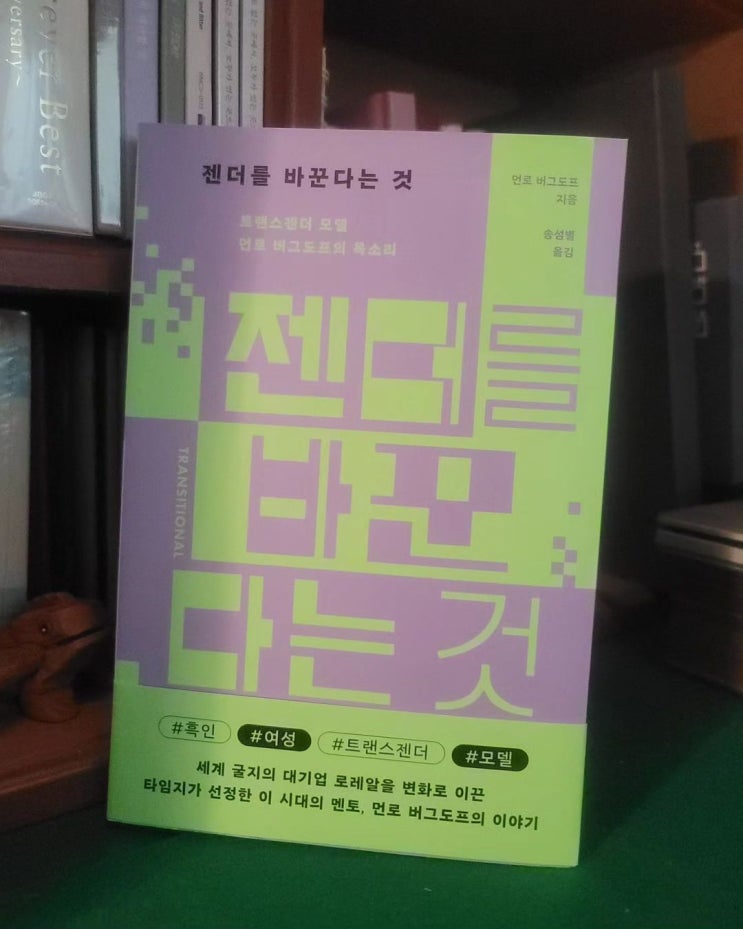 젠더를 바꾼다는 것
트랜스젠더 모델
먼로 버그도프의 목소리
먼로 버그도프
지음
송섬별
옮김
젠더를
바꾼
다는 것
TRANSITIONAL
#흑인 #여성 #트랜스젠더 #모델
세계 굴지의 대기업 로레알을 변화로 이끈
타임지가 선정한 이 시대의 멘토, 먼로 버그도프의 이야기
ever Best
versary~